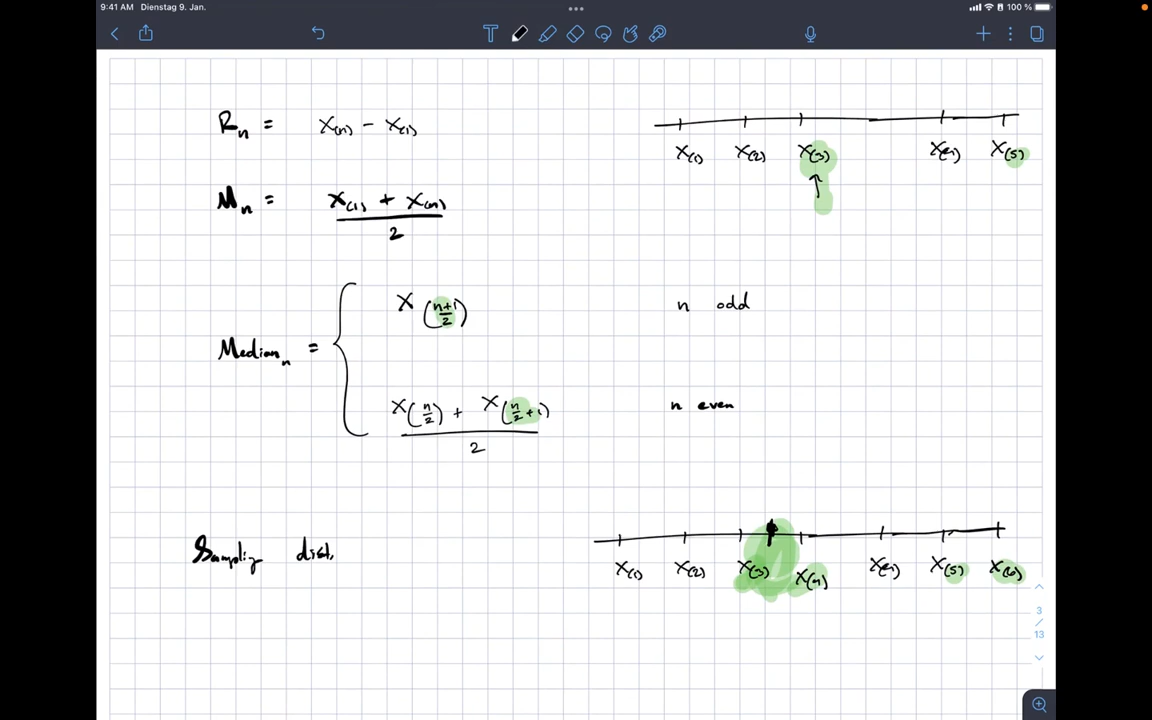 9:41 AM Dienstag 9. Jan.
100 %
R_n = X_(n) - X_(1)
X_(1) X_(2) X_(3) X_(4) X_(5)
M_n = (X_(1) + X_(n)) / 2
Median_n = {
X_((n+1)/2) n odd
(X_(n/2) + X_(n/2 + 1)) / 2 n even
Samplig dist.
X_(1) X_(2) X_(3) X_(4) X_(4) X_(5) X_(6)
3
/
13